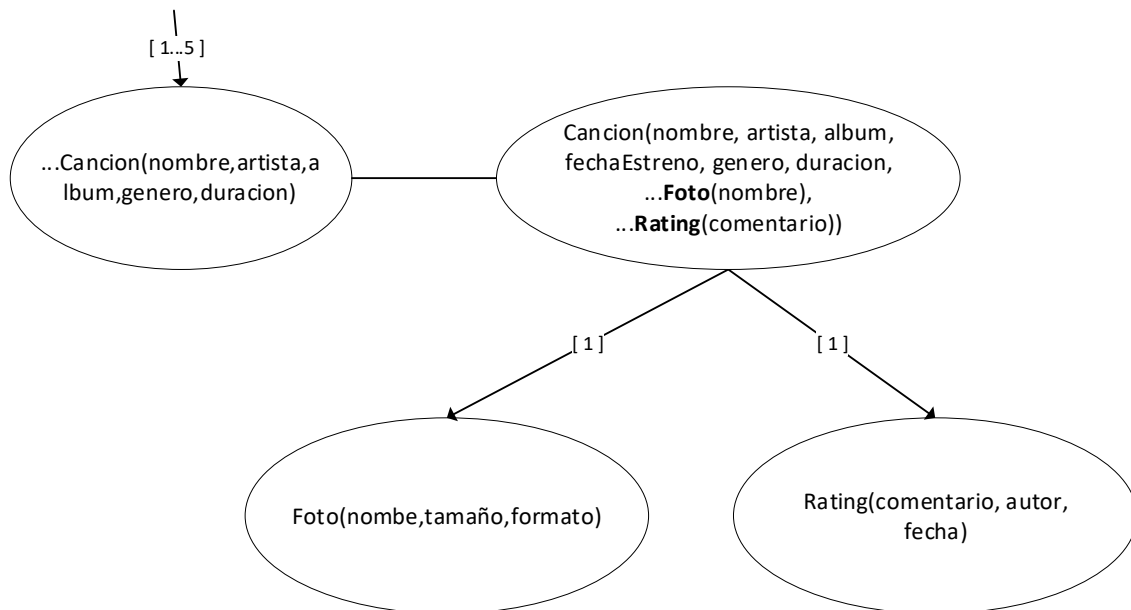 [ 1...5 ]
...Cancion(nombre,artista,a
lbum,genero,duracion)
Cancion(nombre, artista, album,
fechaEstreno, genero, duracion,
...Foto(nombre),
...Rating(comentario))
[ 1 ]
[ 1 ]
Foto(nombe,tamaño,formato)
Rating(comentario, autor,
fecha)